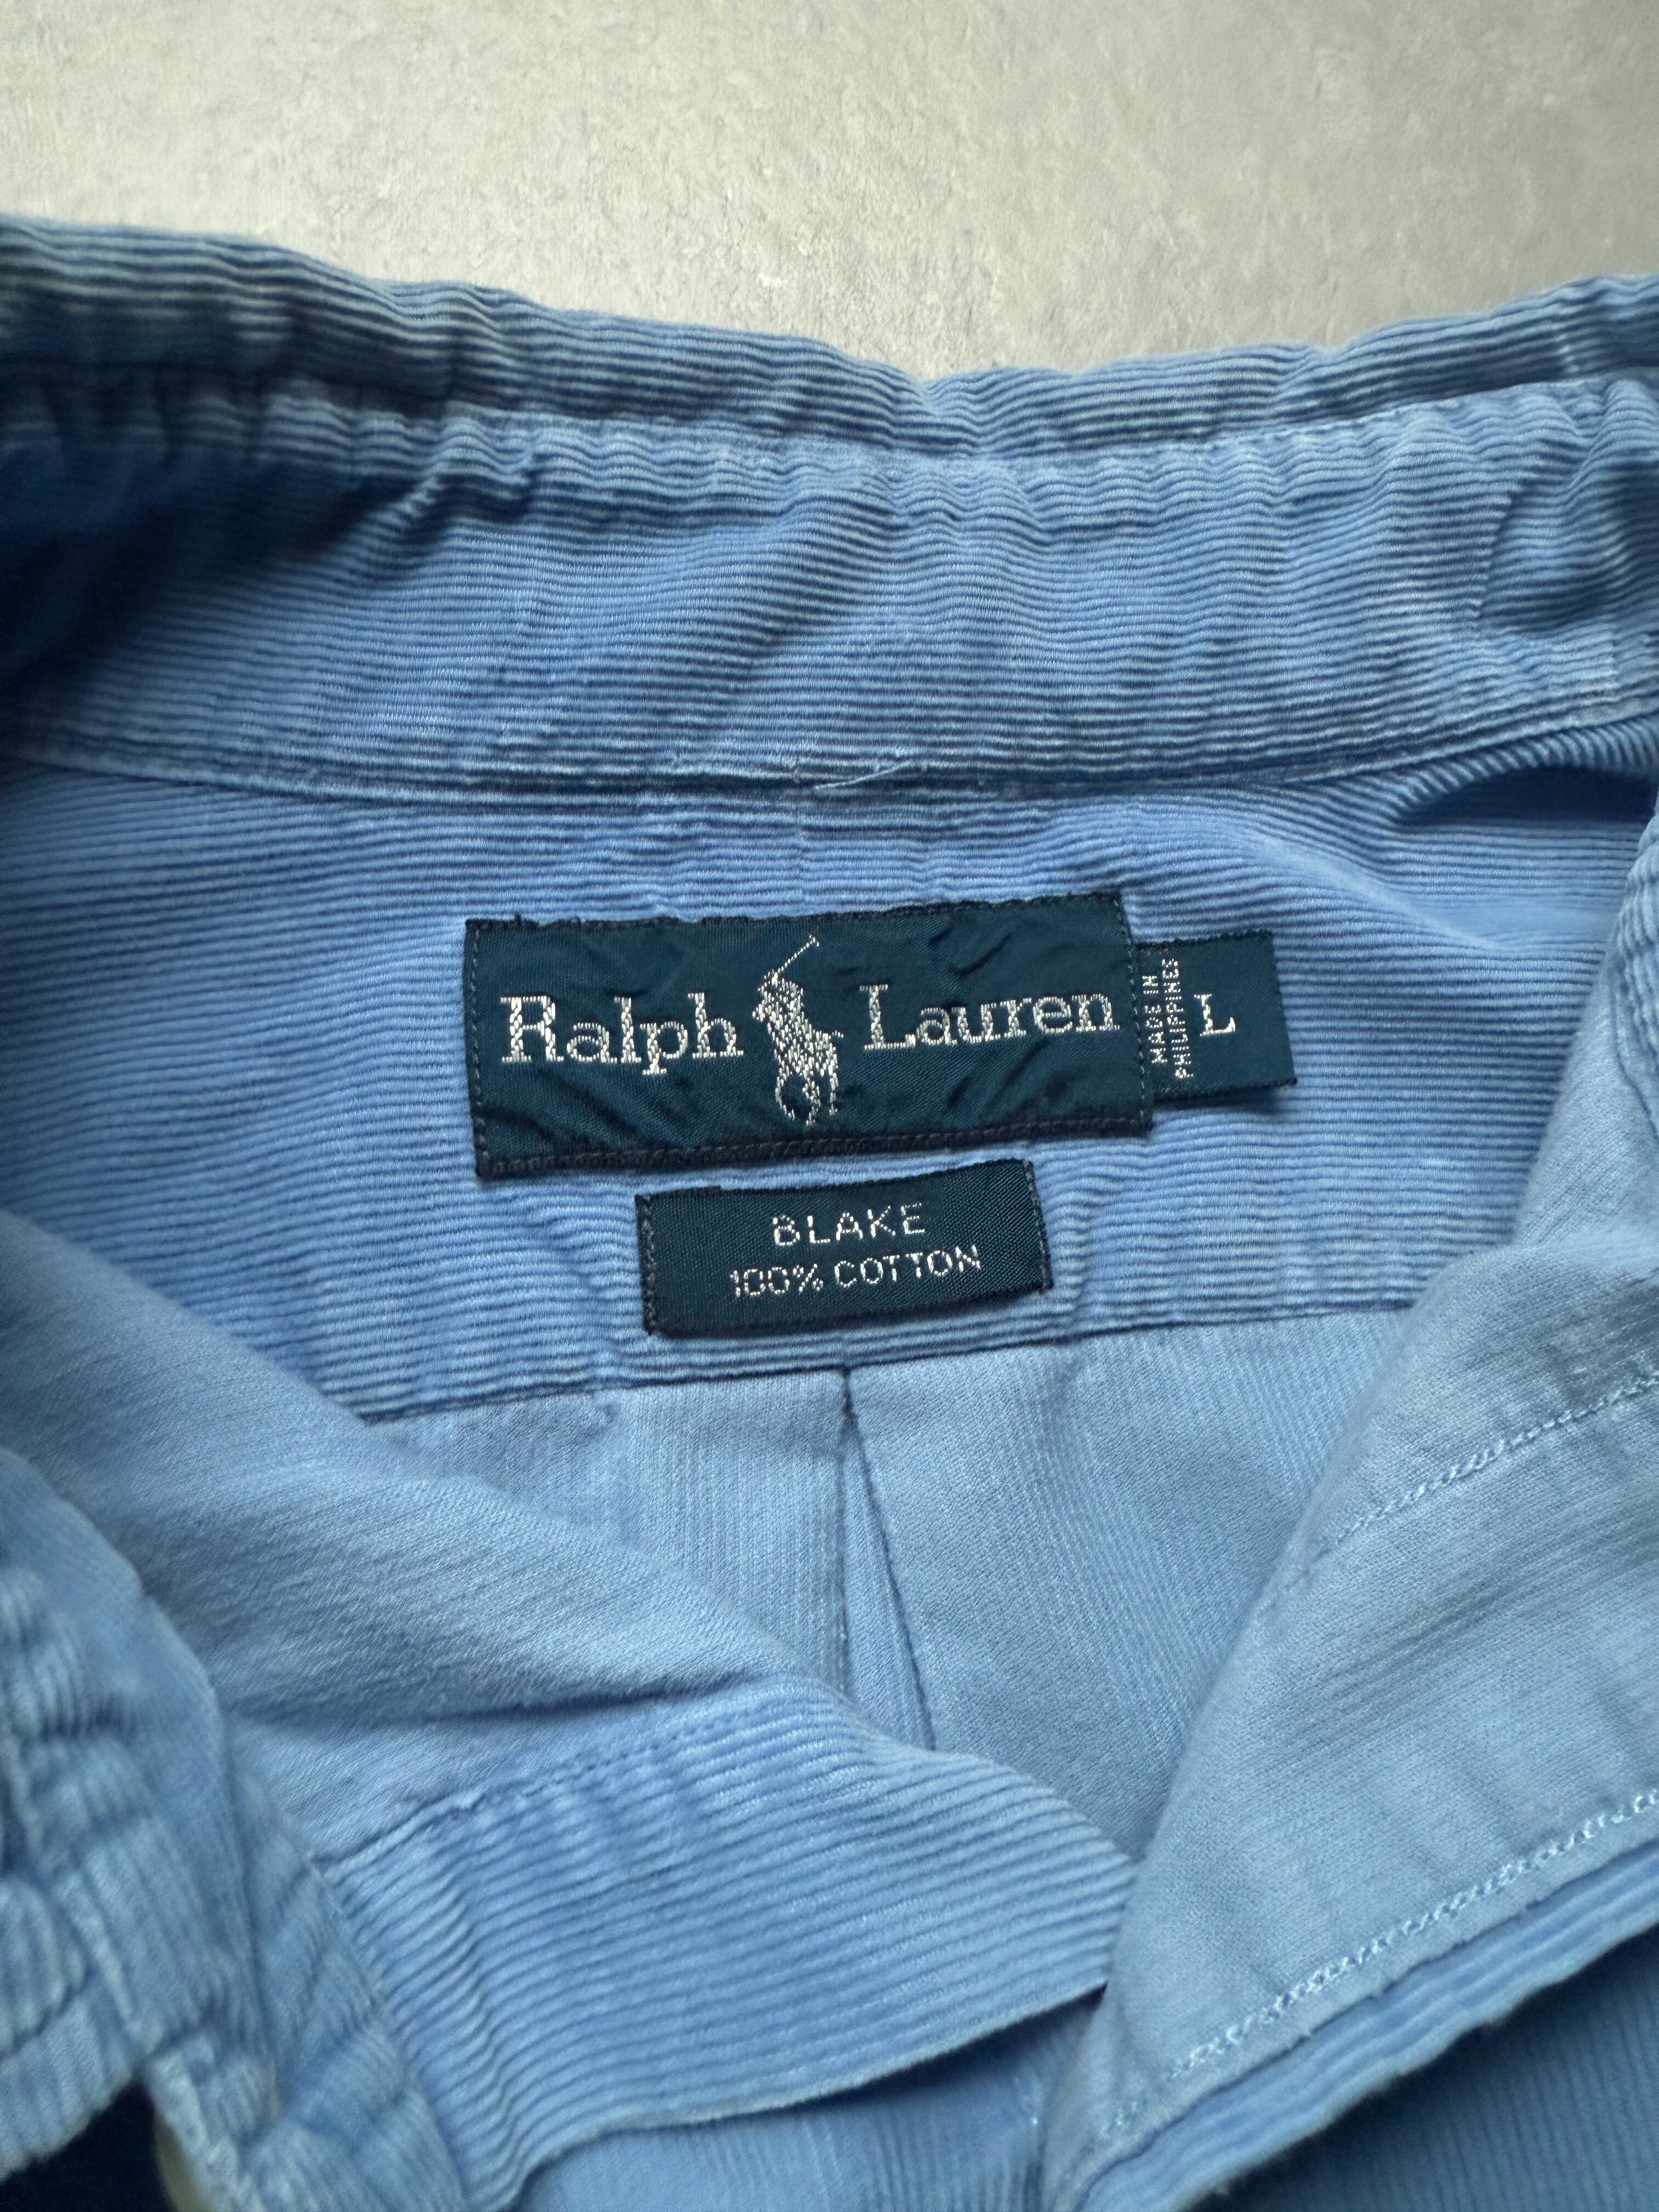 Ralph Lauren
MADE IN
PHILIPPINES
L
BLAKE
100% COTTON